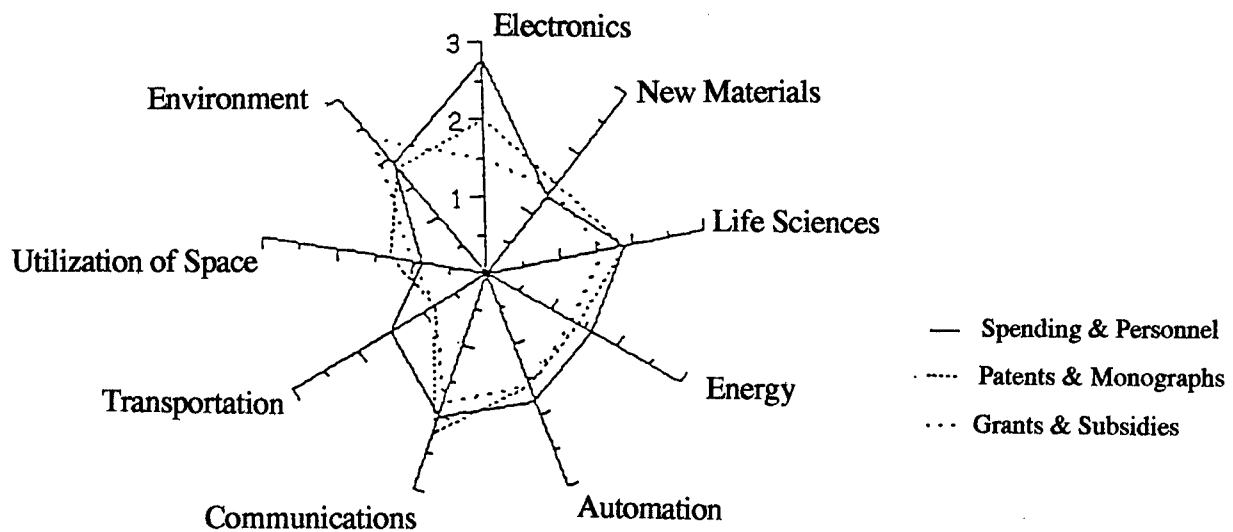 Electronics
3
New Materials
Environment
2
1
Life Sciences
Utilization of Space
Spending & Personnel
Patents & Monographs
Energy
Transportation
Grants & Subsidies
Automation
Communications